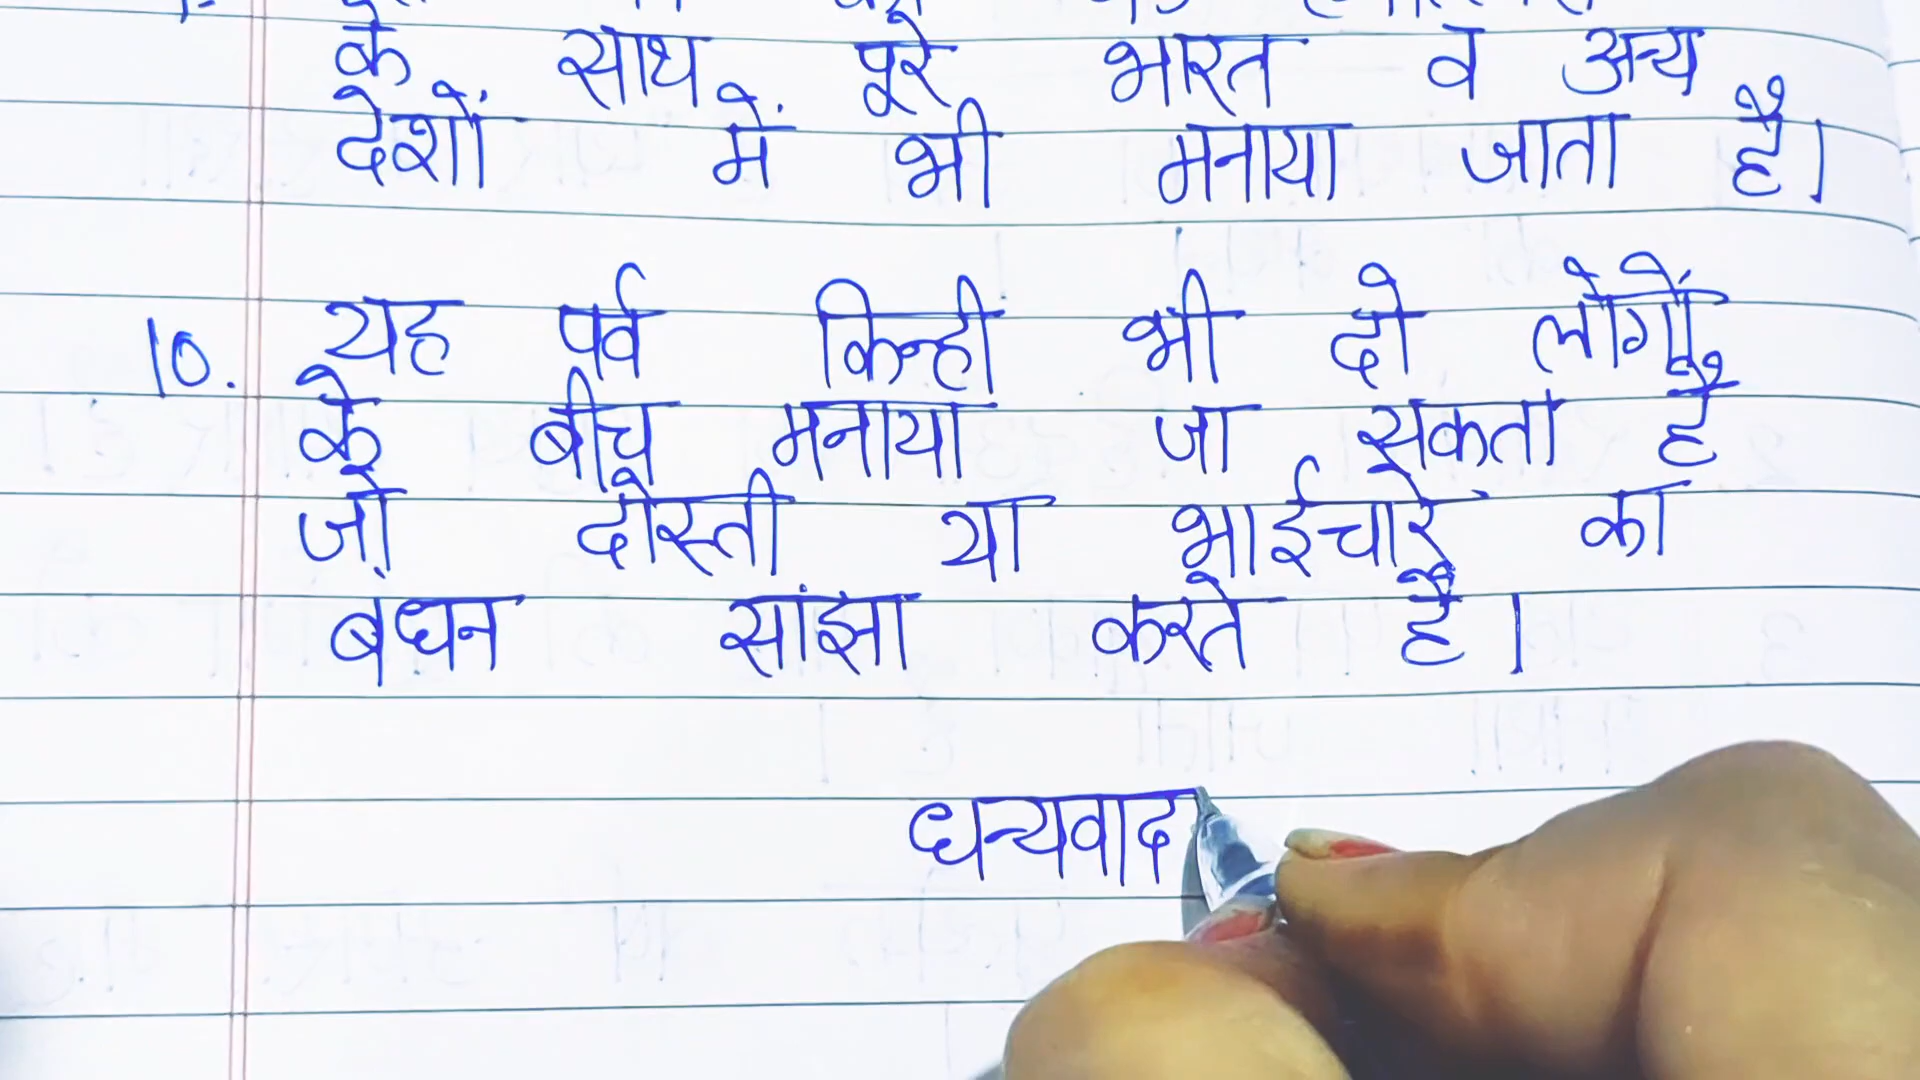 के साथ पूरे भारत व अन्य
देशों में भी मनाया जाता है।
10. यह पर्व किन्ही भी दो लोगों
के बीच मनाया जा सकता है
जो दोस्ती या भाईचारे का
बंधन सांझा करते है।
धन्यवाद